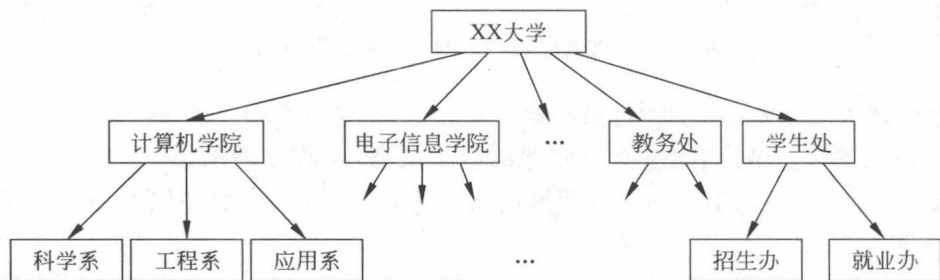 XX大学
计算机学院 电子信息学院 … 教务处 学生处
科学系 工程系 应用系 … 招生办 就业办